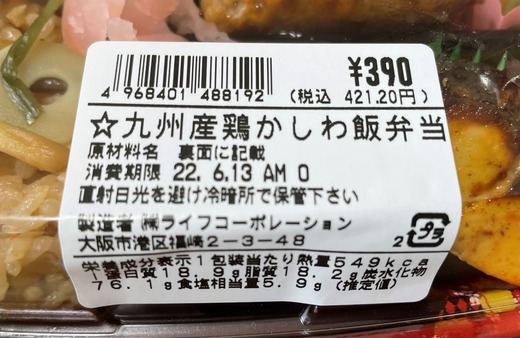 ¥390
4 968401 488192 (税込 421.20円)
☆九州産鶏かしわ飯弁当
原材料名 裏面に記載
消費期限 22. 6.13 AM 0
直射日光を避け冷暗所で保管下さい
製造者 ㈱ライフコーポレーション
大阪市港区福崎2-3-48
2 プラ
栄養成分表示1包装当たり熱量549kca
蛋白質18.9g脂質18.2g炭水化物
76.1g食塩相当量5.9g(推定値)